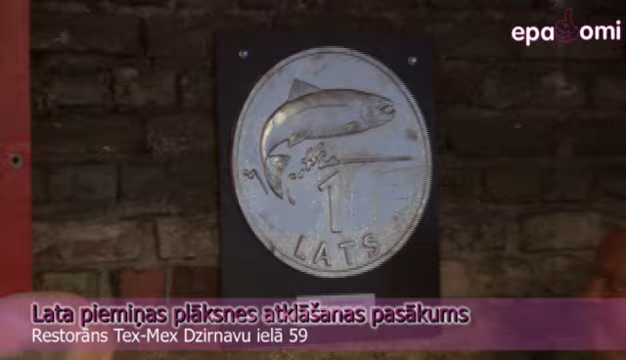 epadomi
1
LATS
Lata piemiņas plāksnes atklāšanas pasākums
Restorāns Tex-Mex Dzirnavu ielā 59